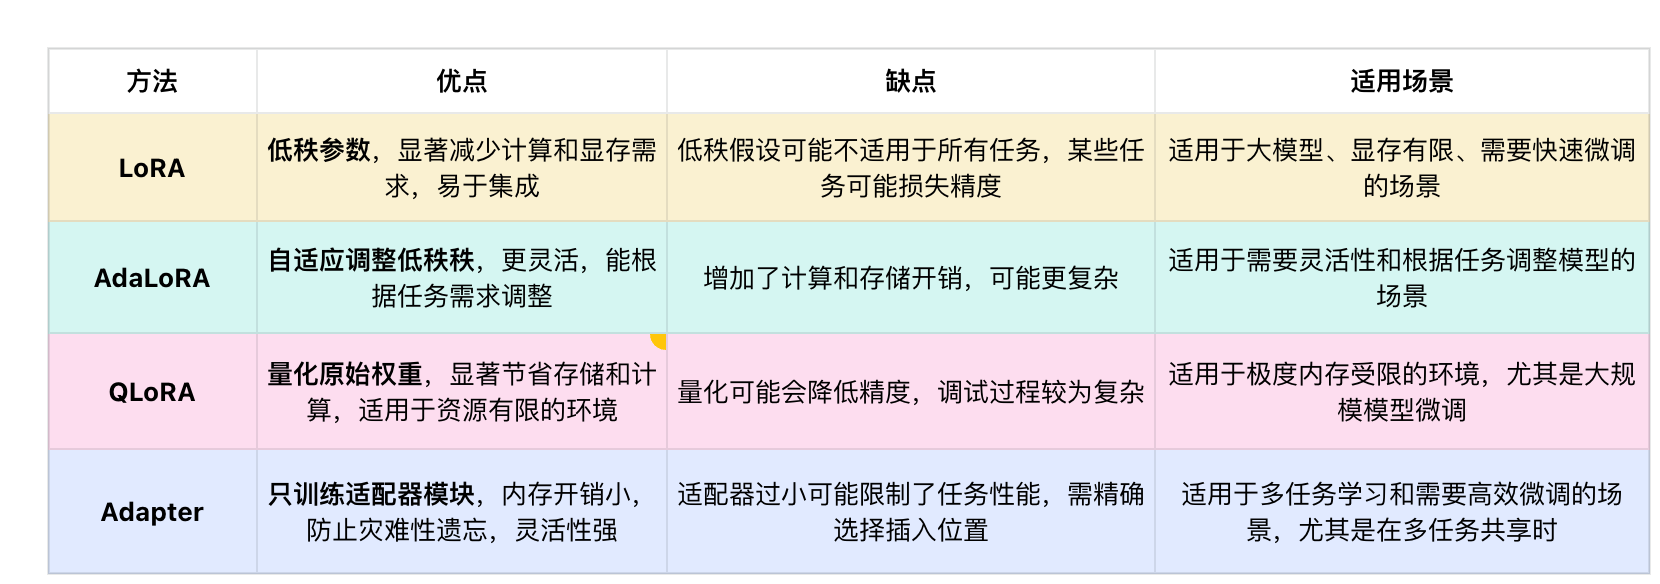 方法
优点
缺点
适用场景
LoRA
低秩参数，显著减少计算和显存需
求，易于集成
低秩假设可能不适用于所有任务，某些任
务可能损失精度
适用于大模型、显存有限、需要快速微调
的场景
AdaLoRA
自适应调整低秩秩，更灵活，能根
据任务需求调整
增加了计算和存储开销，可能更复杂
适用于需要灵活性和根据任务调整模型的
场景
QLoRA
量化原始权重，显著节省存储和计
算，适用于资源有限的环境
量化可能会降低精度，调试过程较为复杂
适用于极度内存受限的环境，尤其是大规
模模型微调
Adapter
只训练适配器模块，内存开销小，
防止灾难性遗忘，灵活性强
适配器过小可能限制了任务性能，需精确
选择插入位置
适用于多任务学习和需要高效微调的场
景，尤其是在多任务共享时